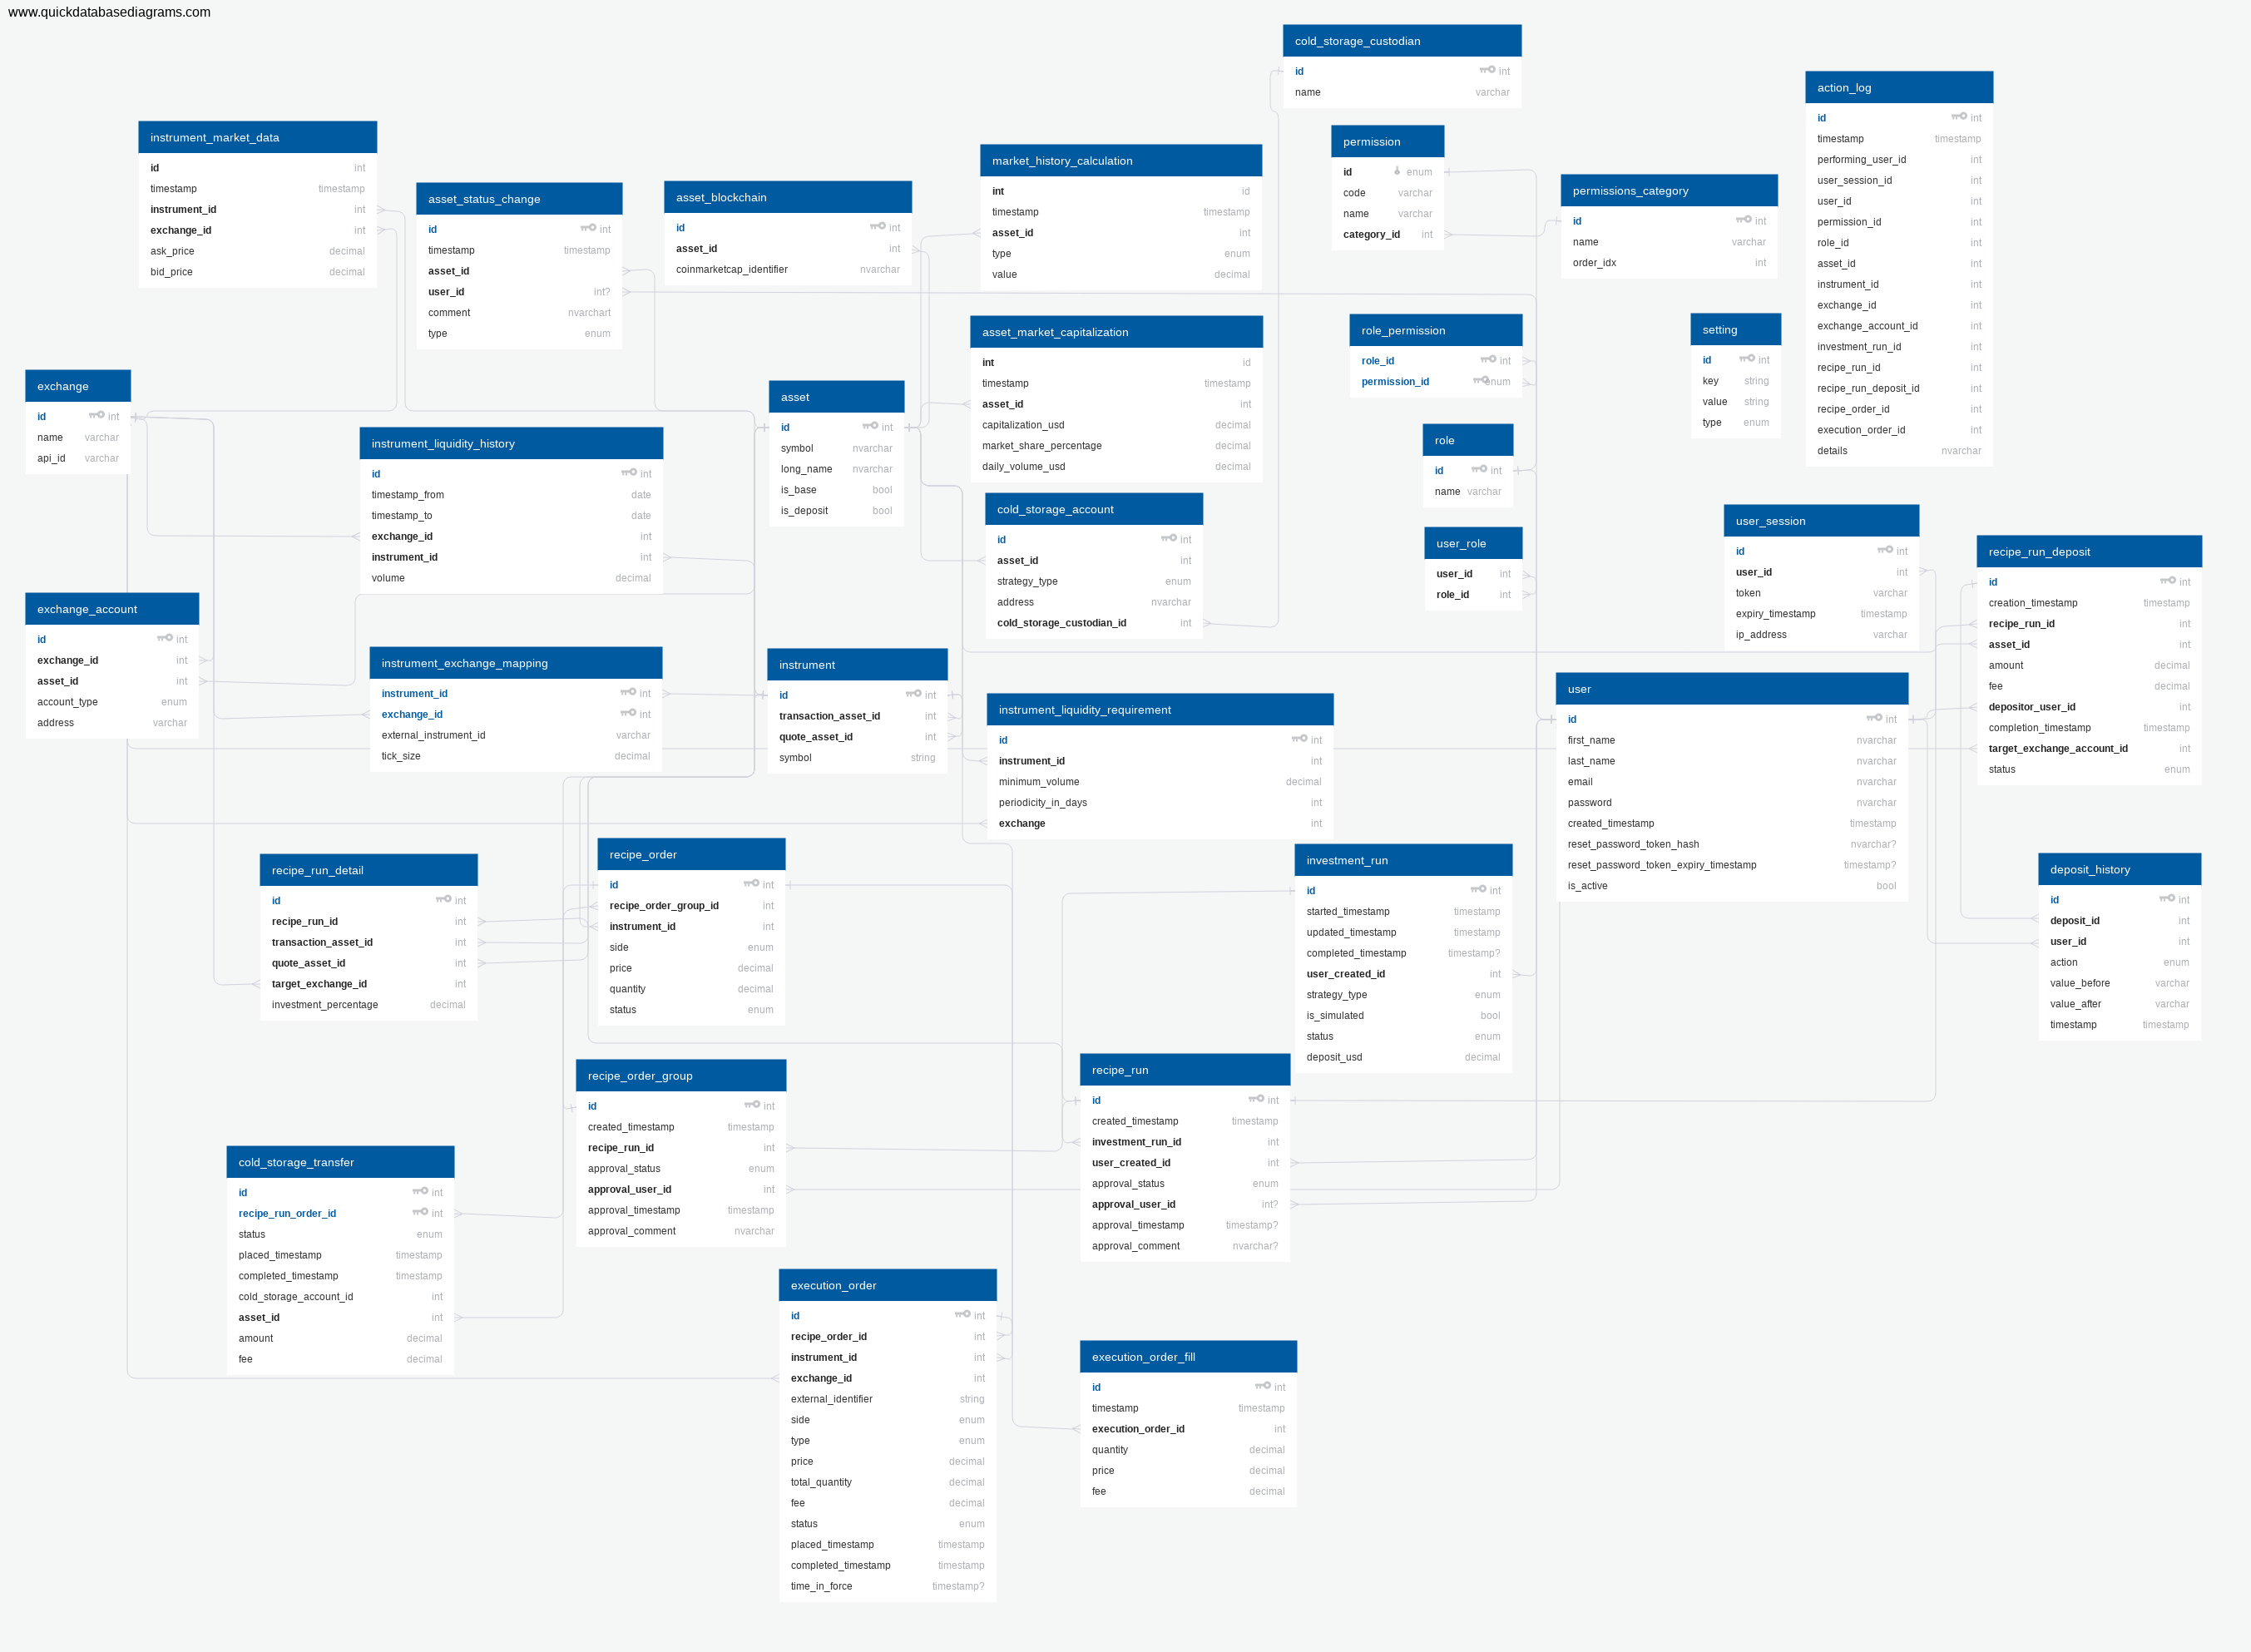 www.quickdatabasediagrams.com
cold_storage_custodian
id int
name varchar
action_log
id int
timestamp timestamp
performing_user_id int
user_session_id int
user_id int
permission_id int
role_id int
asset_id int
instrument_id int
exchange_id int
exchange_account_id int
investment_run_id int
recipe_run_id int
recipe_run_deposit_id int
recipe_order_id int
execution_order_id int
details nvarchar
instrument_market_data
id int
timestamp timestamp
instrument_id int
exchange_id int
ask_price decimal
bid_price decimal
permission
id enum
code varchar
name varchar
category_id int
market_history_calculation
int id
timestamp timestamp
asset_id int
type enum
value decimal
permissions_category
id int
name varchar
order_idx int
asset_status_change
id int
timestamp timestamp
asset_id int
user_id int?
comment nvarchart
type enum
asset_blockchain
id int
asset_id int
coinmarketcap_identifier nvarchar
asset_market_capitalization
int id
timestamp timestamp
asset_id int
capitalization_usd decimal
market_share_percentage decimal
daily_volume_usd decimal
role_permission
role_id int
permission_id enum
setting
id int
key string
value string
type enum
exchange
id int
name varchar
api_id varchar
asset
id int
symbol nvarchar
long_name nvarchar
is_base bool
is_deposit bool
instrument_liquidity_history
id int
timestamp_from date
timestamp_to date
exchange_id int
instrument_id int
volume decimal
role
id int
name varchar
cold_storage_account
id int
asset_id int
strategy_type enum
address nvarchar
cold_storage_custodian_id int
user_role
user_id int
role_id int
user_session
id int
user_id int
token varchar
expiry_timestamp timestamp
ip_address varchar
recipe_run_deposit
id int
creation_timestamp timestamp
recipe_run_id int
asset_id int
amount decimal
fee decimal
depositor_user_id int
completion_timestamp timestamp
target_exchange_account_id int
status enum
exchange_account
id int
exchange_id int
asset_id int
account_type enum
address varchar
instrument_exchange_mapping
instrument_id int
exchange_id int
external_instrument_id varchar
tick_size decimal
instrument
id int
transaction_asset_id int
quote_asset_id int
symbol string
instrument_liquidity_requirement
id int
instrument_id int
minimum_volume decimal
periodicity_in_days int
exchange int
user
id int
first_name nvarchar
last_name nvarchar
email nvarchar
password nvarchar
created_timestamp timestamp
reset_password_token_hash nvarchar?
reset_password_token_expiry_timestamp timestamp?
is_active bool
recipe_run_detail
id int
recipe_run_id int
transaction_asset_id int
quote_asset_id int
target_exchange_id int
investment_percentage decimal
recipe_order
id int
recipe_order_group_id int
instrument_id int
side enum
price decimal
quantity decimal
status enum
investment_run
id int
started_timestamp timestamp
updated_timestamp timestamp
completed_timestamp timestamp?
user_created_id int
strategy_type enum
is_simulated bool
status enum
deposit_usd decimal
deposit_history
id int
deposit_id int
user_id int
action enum
value_before varchar
value_after varchar
timestamp timestamp
recipe_order_group
id int
created_timestamp timestamp
recipe_run_id int
approval_status enum
approval_user_id int
approval_timestamp timestamp
approval_comment nvarchar
recipe_run
id int
created_timestamp timestamp
investment_run_id int
user_created_id int
approval_status enum
approval_user_id int?
approval_timestamp timestamp?
approval_comment nvarchar?
cold_storage_transfer
id int
recipe_run_order_id int
status enum
placed_timestamp timestamp
completed_timestamp timestamp
cold_storage_account_id int
asset_id int
amount decimal
fee decimal
execution_order
id int
recipe_order_id int
instrument_id int
exchange_id int
external_identifier string
side enum
type enum
price decimal
total_quantity decimal
fee decimal
status enum
placed_timestamp timestamp
completed_timestamp timestamp
time_in_force timestamp?
execution_order_fill
id int
timestamp timestamp
execution_order_id int
quantity decimal
price decimal
fee decimal